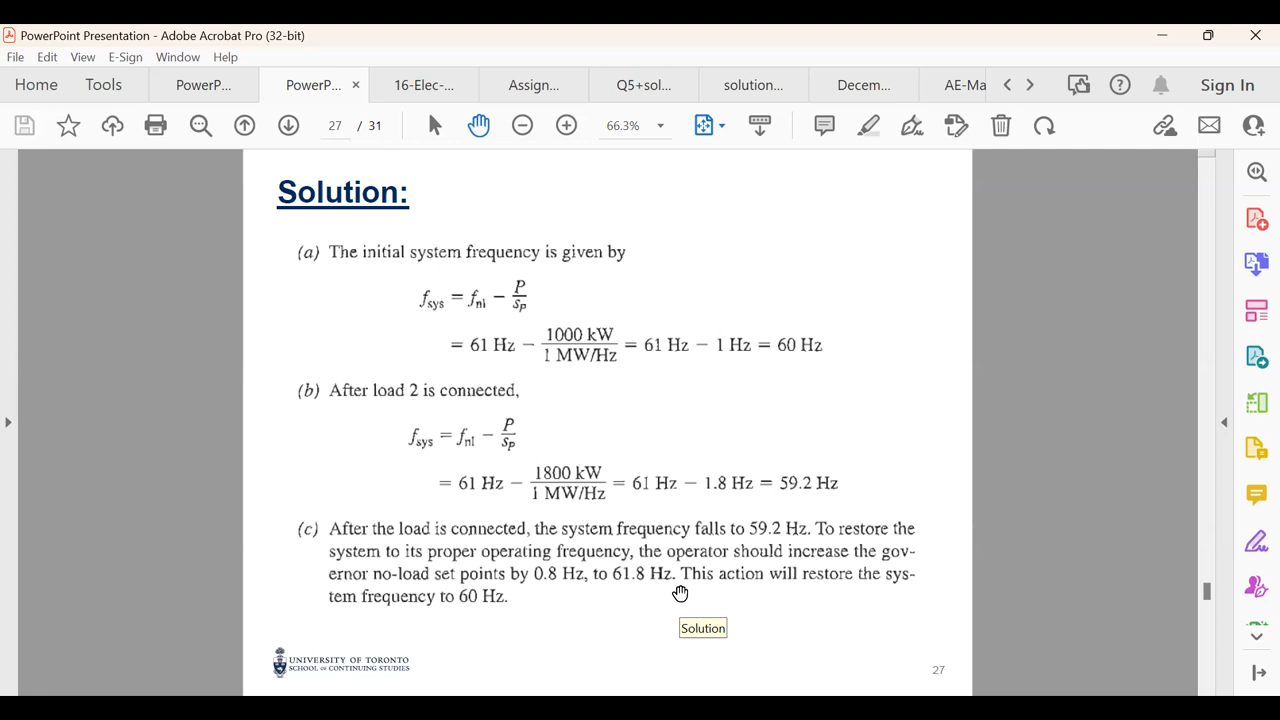 PowerPoint Presentation - Adobe Acrobat Pro (32-bit)
File Edit View E-Sign Window Help
Home Tools PowerP... PowerP... × 16-Elec-... Assign... Q5+sol... solution... Decem... AE-Ma Sign In
27 / 31 66.3%
Solution:
(a) The initial system frequency is given by
f_sys = f_nl − P/s_P
= 61 Hz − 1000 kW / 1 MW/Hz = 61 Hz − 1 Hz = 60 Hz
(b) After load 2 is connected,
f_sys = f_nl − P/s_P
= 61 Hz − 1800 kW / 1 MW/Hz = 61 Hz − 1.8 Hz = 59.2 Hz
(c) After the load is connected, the system frequency falls to 59.2 Hz. To restore the
system to its proper operating frequency, the operator should increase the gov-
ernor no-load set points by 0.8 Hz, to 61.8 Hz. This action will restore the sys-
tem frequency to 60 Hz.
Solution
UNIVERSITY OF TORONTO
SCHOOL OF CONTINUING STUDIES
27